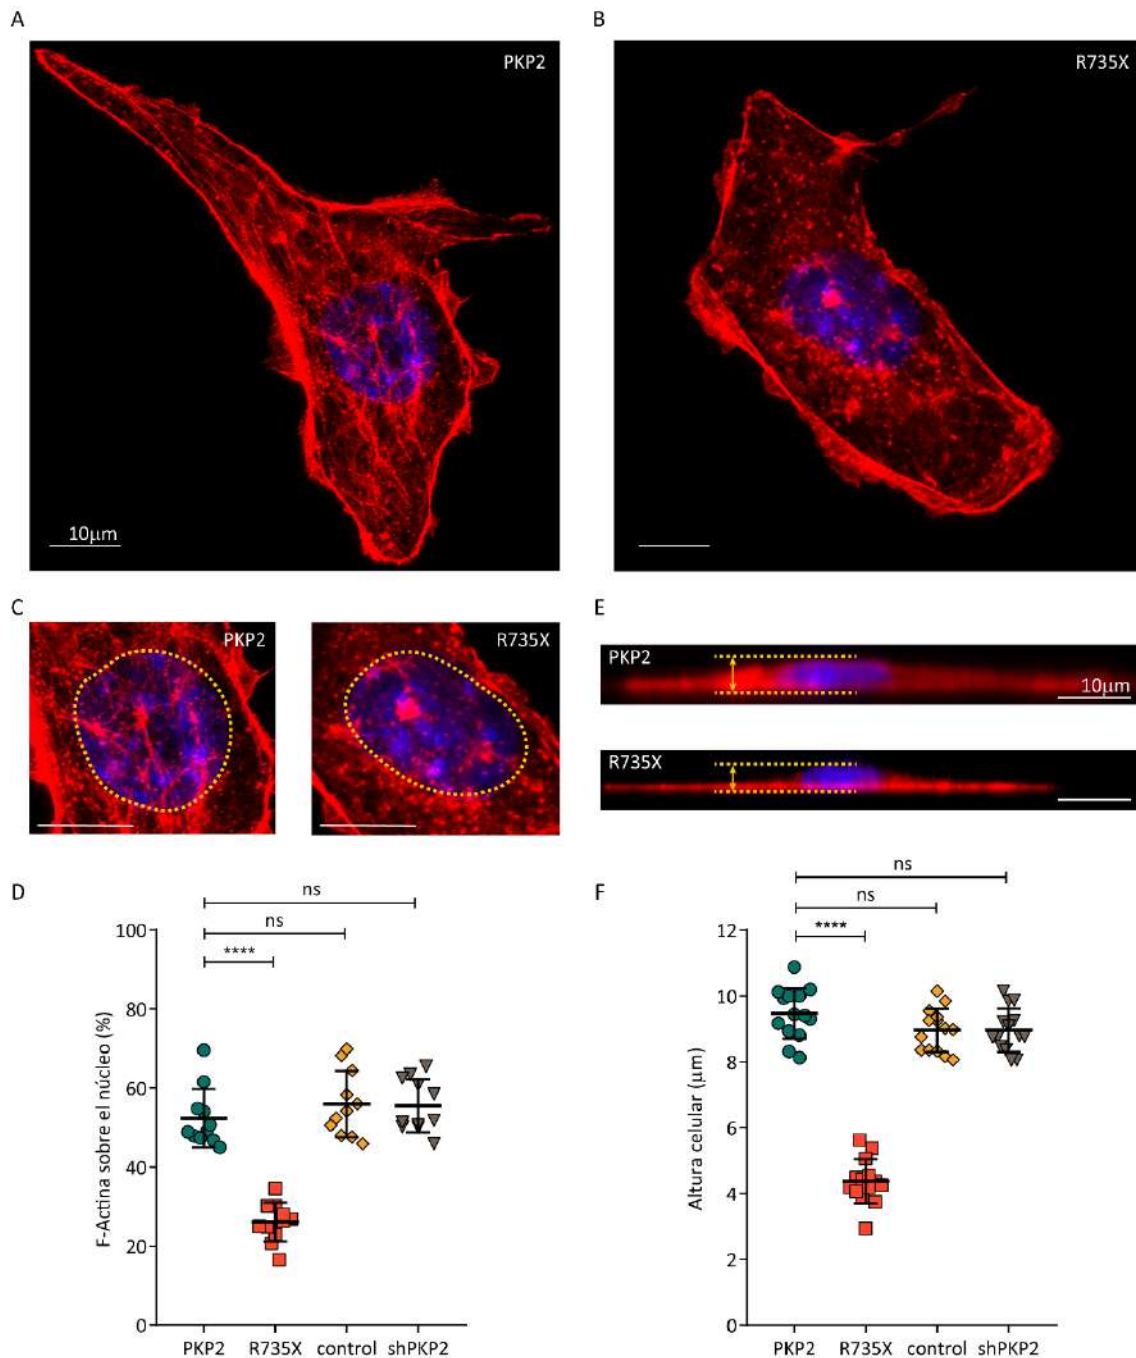 A
PKP2
10μm
B
R735X
C
PKP2
R735X
E
PKP2
10μm
R735X
D
ns
ns
****
100
80
60
40
20
0
F-Actina sobre el núcleo (%)
PKP2 R735X control shPKP2
F
ns
ns
****
12
10
8
6
4
2
0
Altura celular (μm)
PKP2 R735X control shPKP2